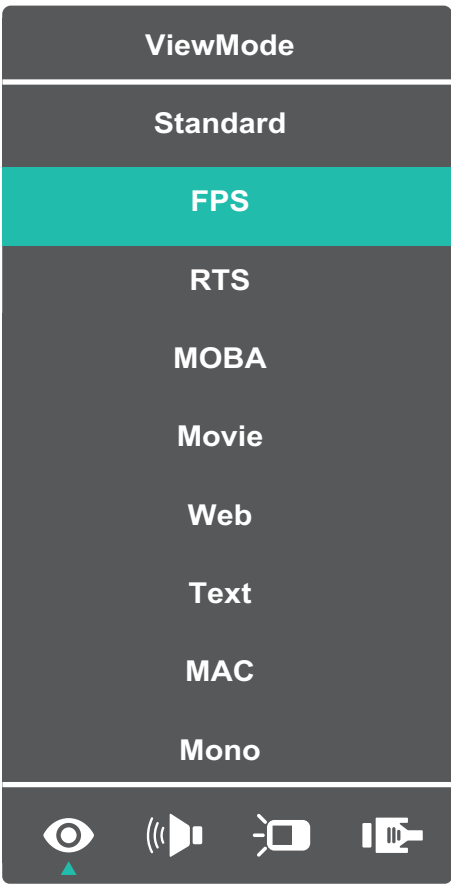 ViewMode
Standard
FPS
RTS
MOBA
Movie
Web
Text
MAC
Mono